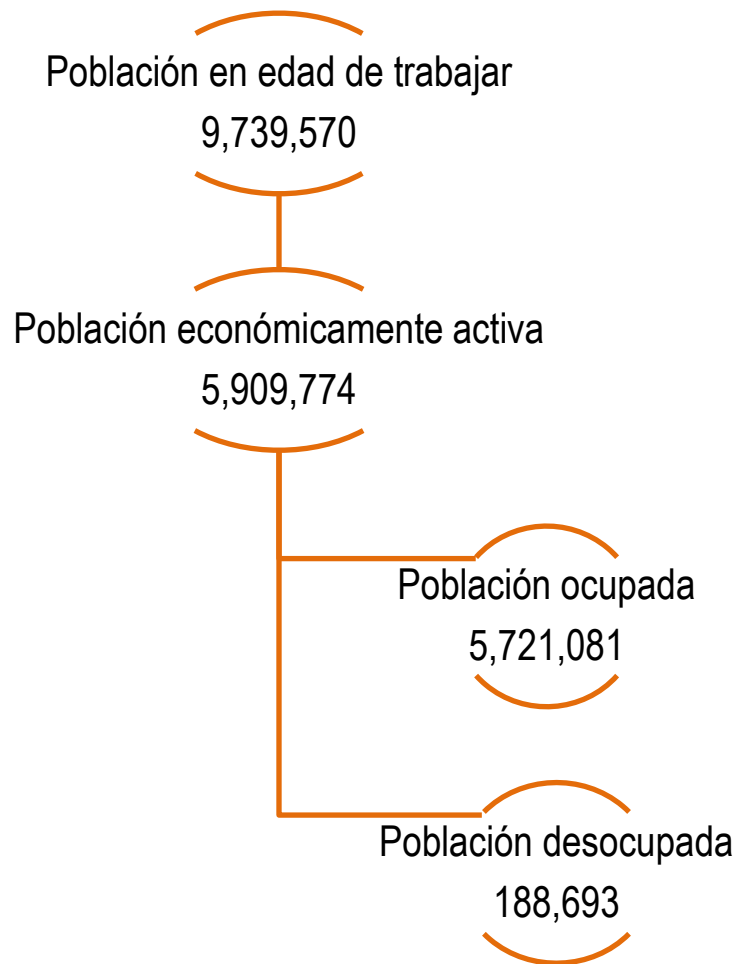 Población en edad de trabajar
9,739,570
Población económicamente activa
5,909,774
Población ocupada
5,721,081
Población desocupada
188,693